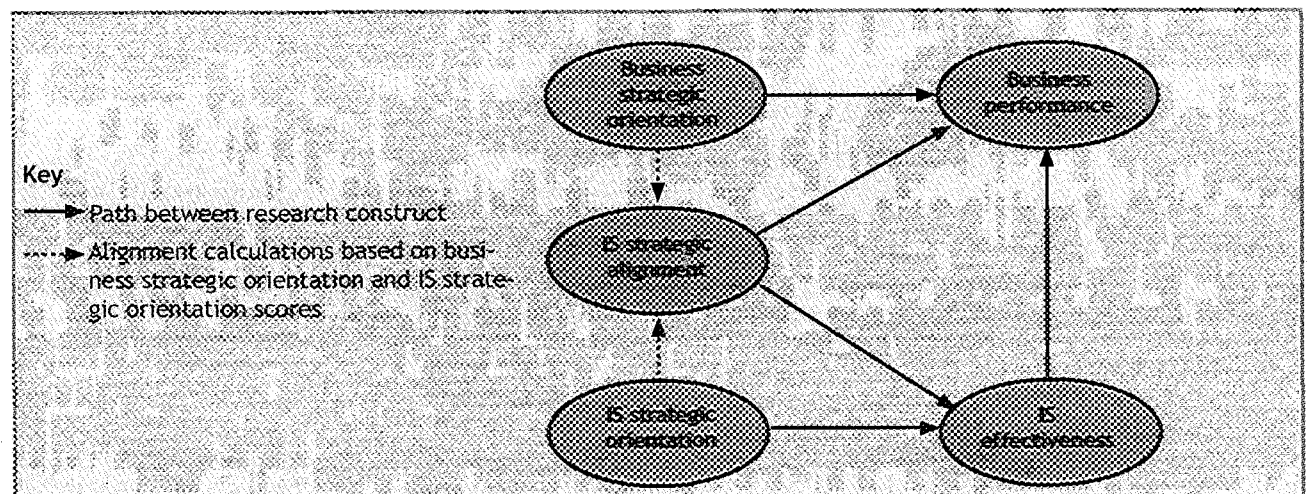 Business
strategic
orientation
Business
performance
Key
Path between research construct
IS strategic
alignment
Alignment calculations based on busi-
ness strategic orientation and IS strate-
gic orientation scores
IS strategic
orientation
IS
effectiveness